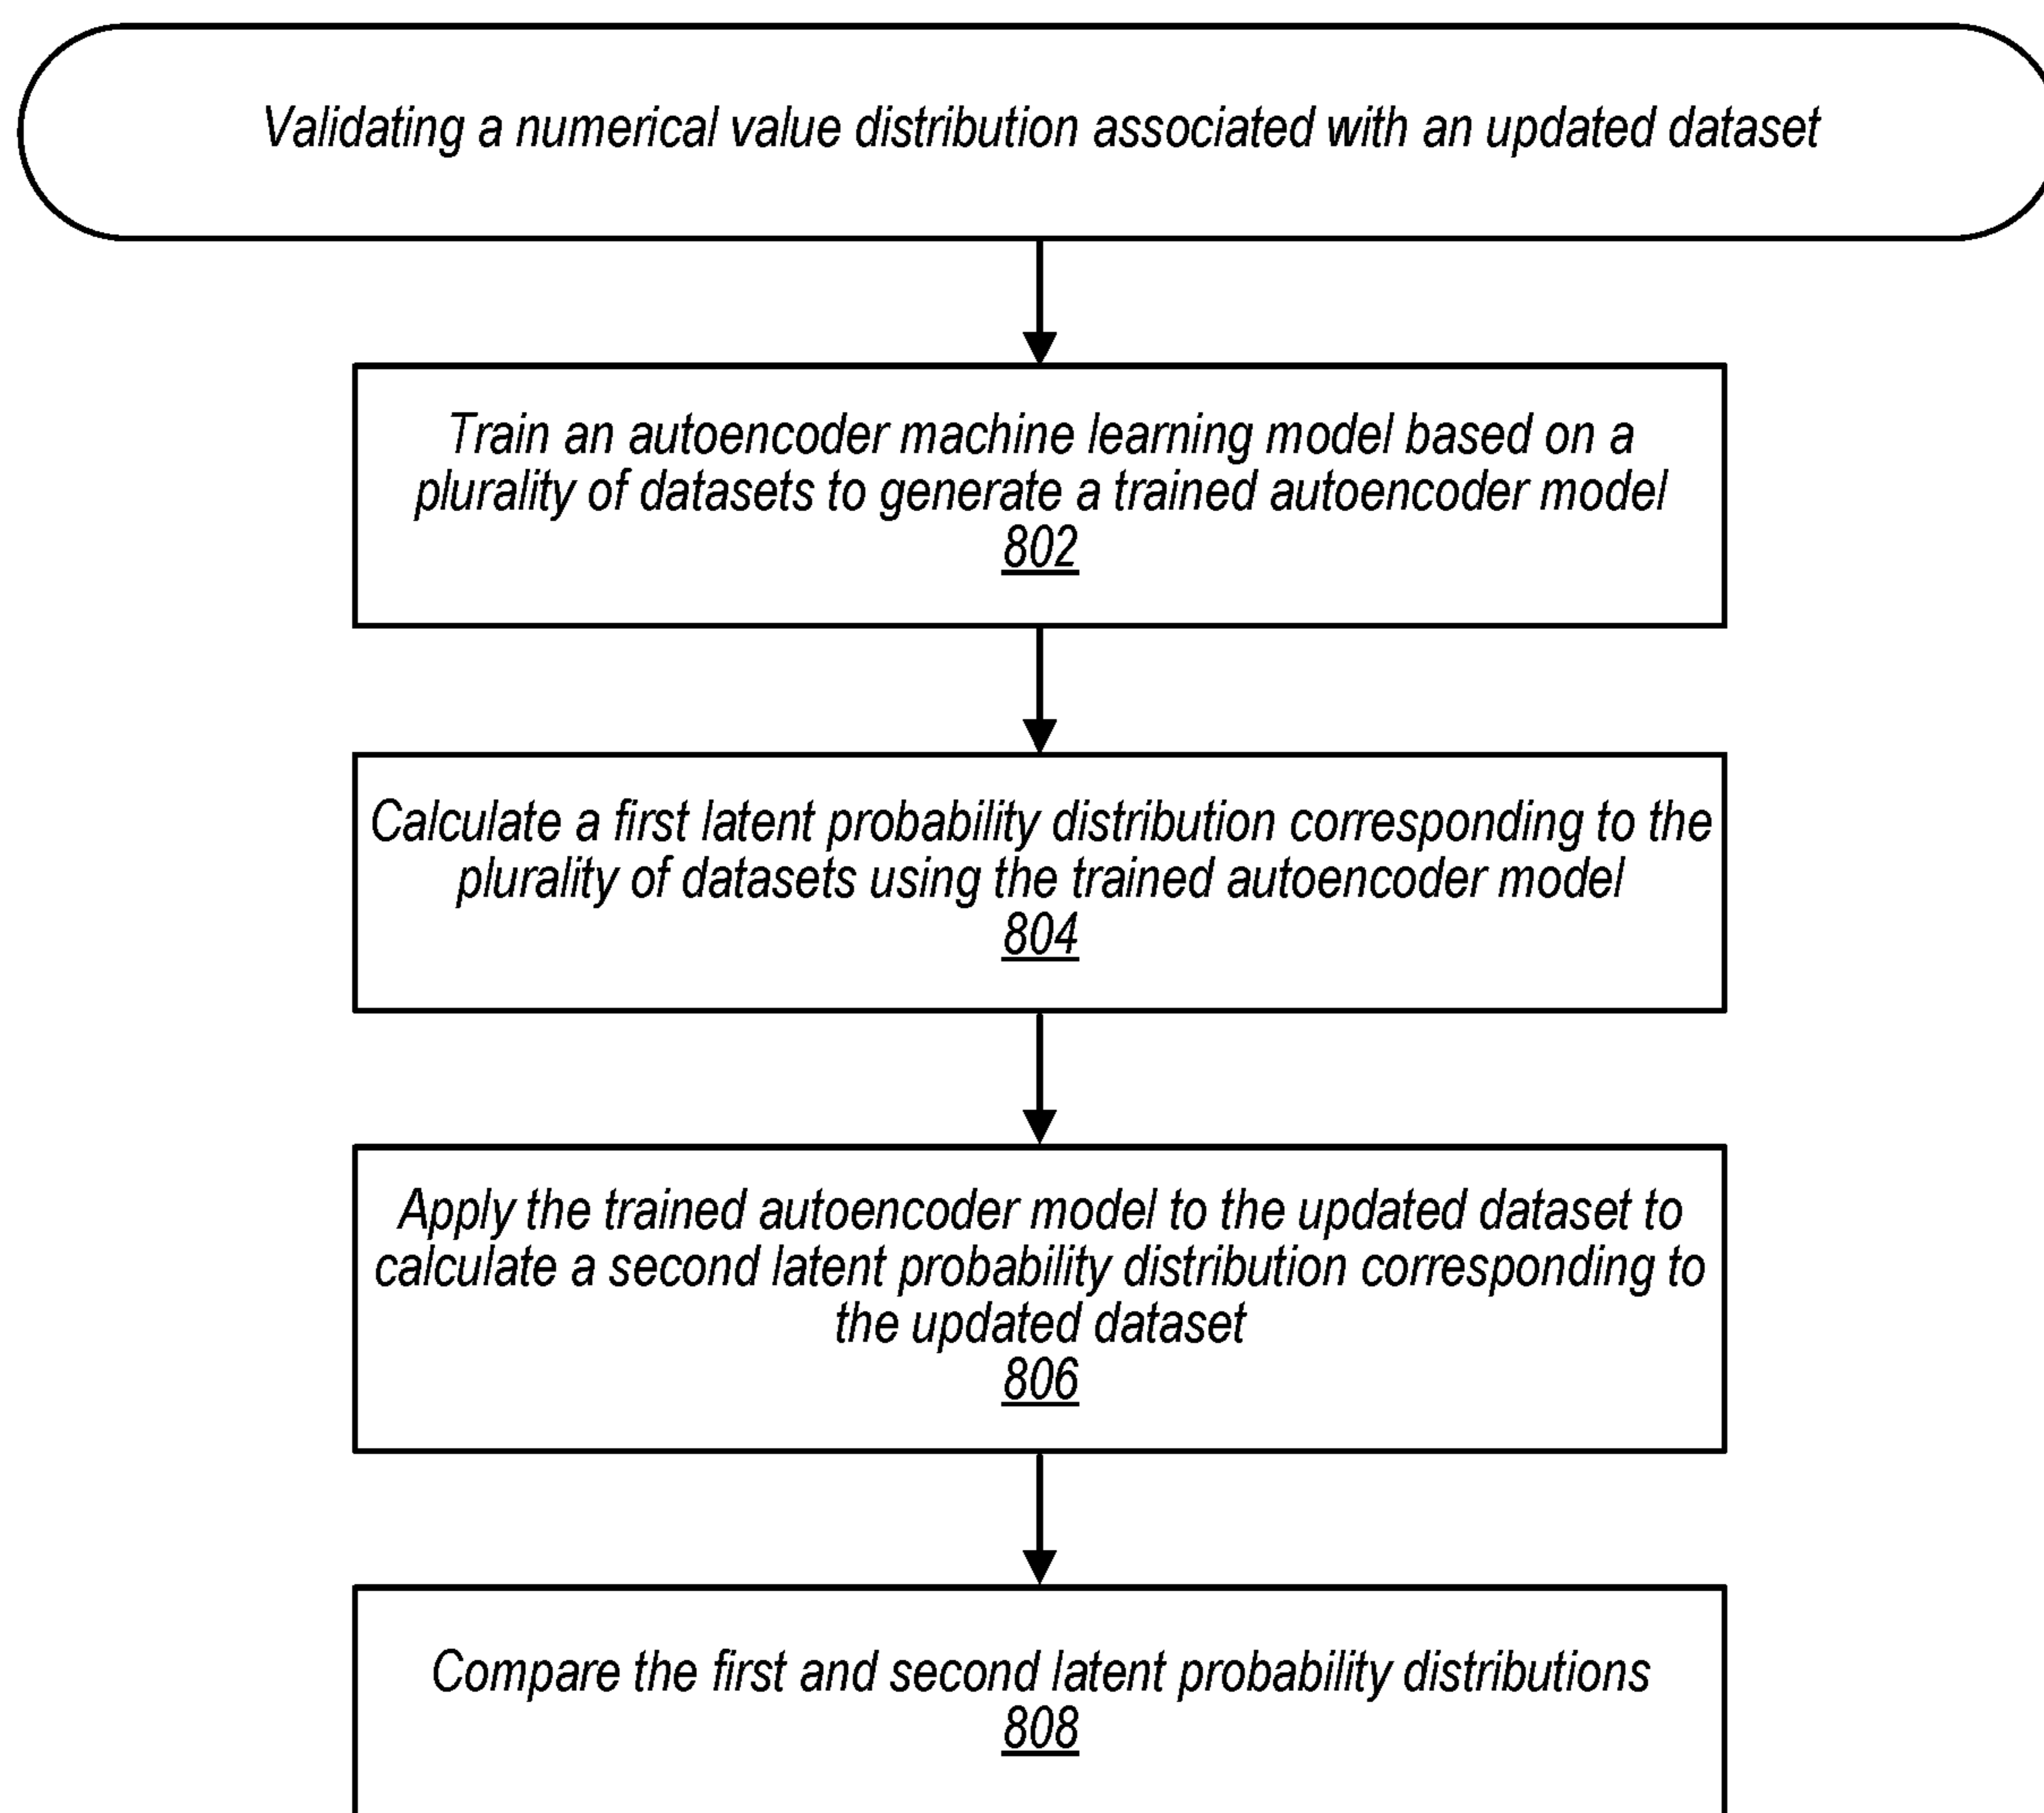 Validating a numerical value distribution associated with an updated dataset
Train an autoencoder machine learning model based on a
plurality of datasets to generate a trained autoencoder model
802
Calculate a first latent probability distribution corresponding to the
plurality of datasets using the trained autoencoder model
804
Apply the trained autoencoder model to the updated dataset to
calculate a second latent probability distribution corresponding to
the updated dataset
806
Compare the first and second latent probability distributions
808